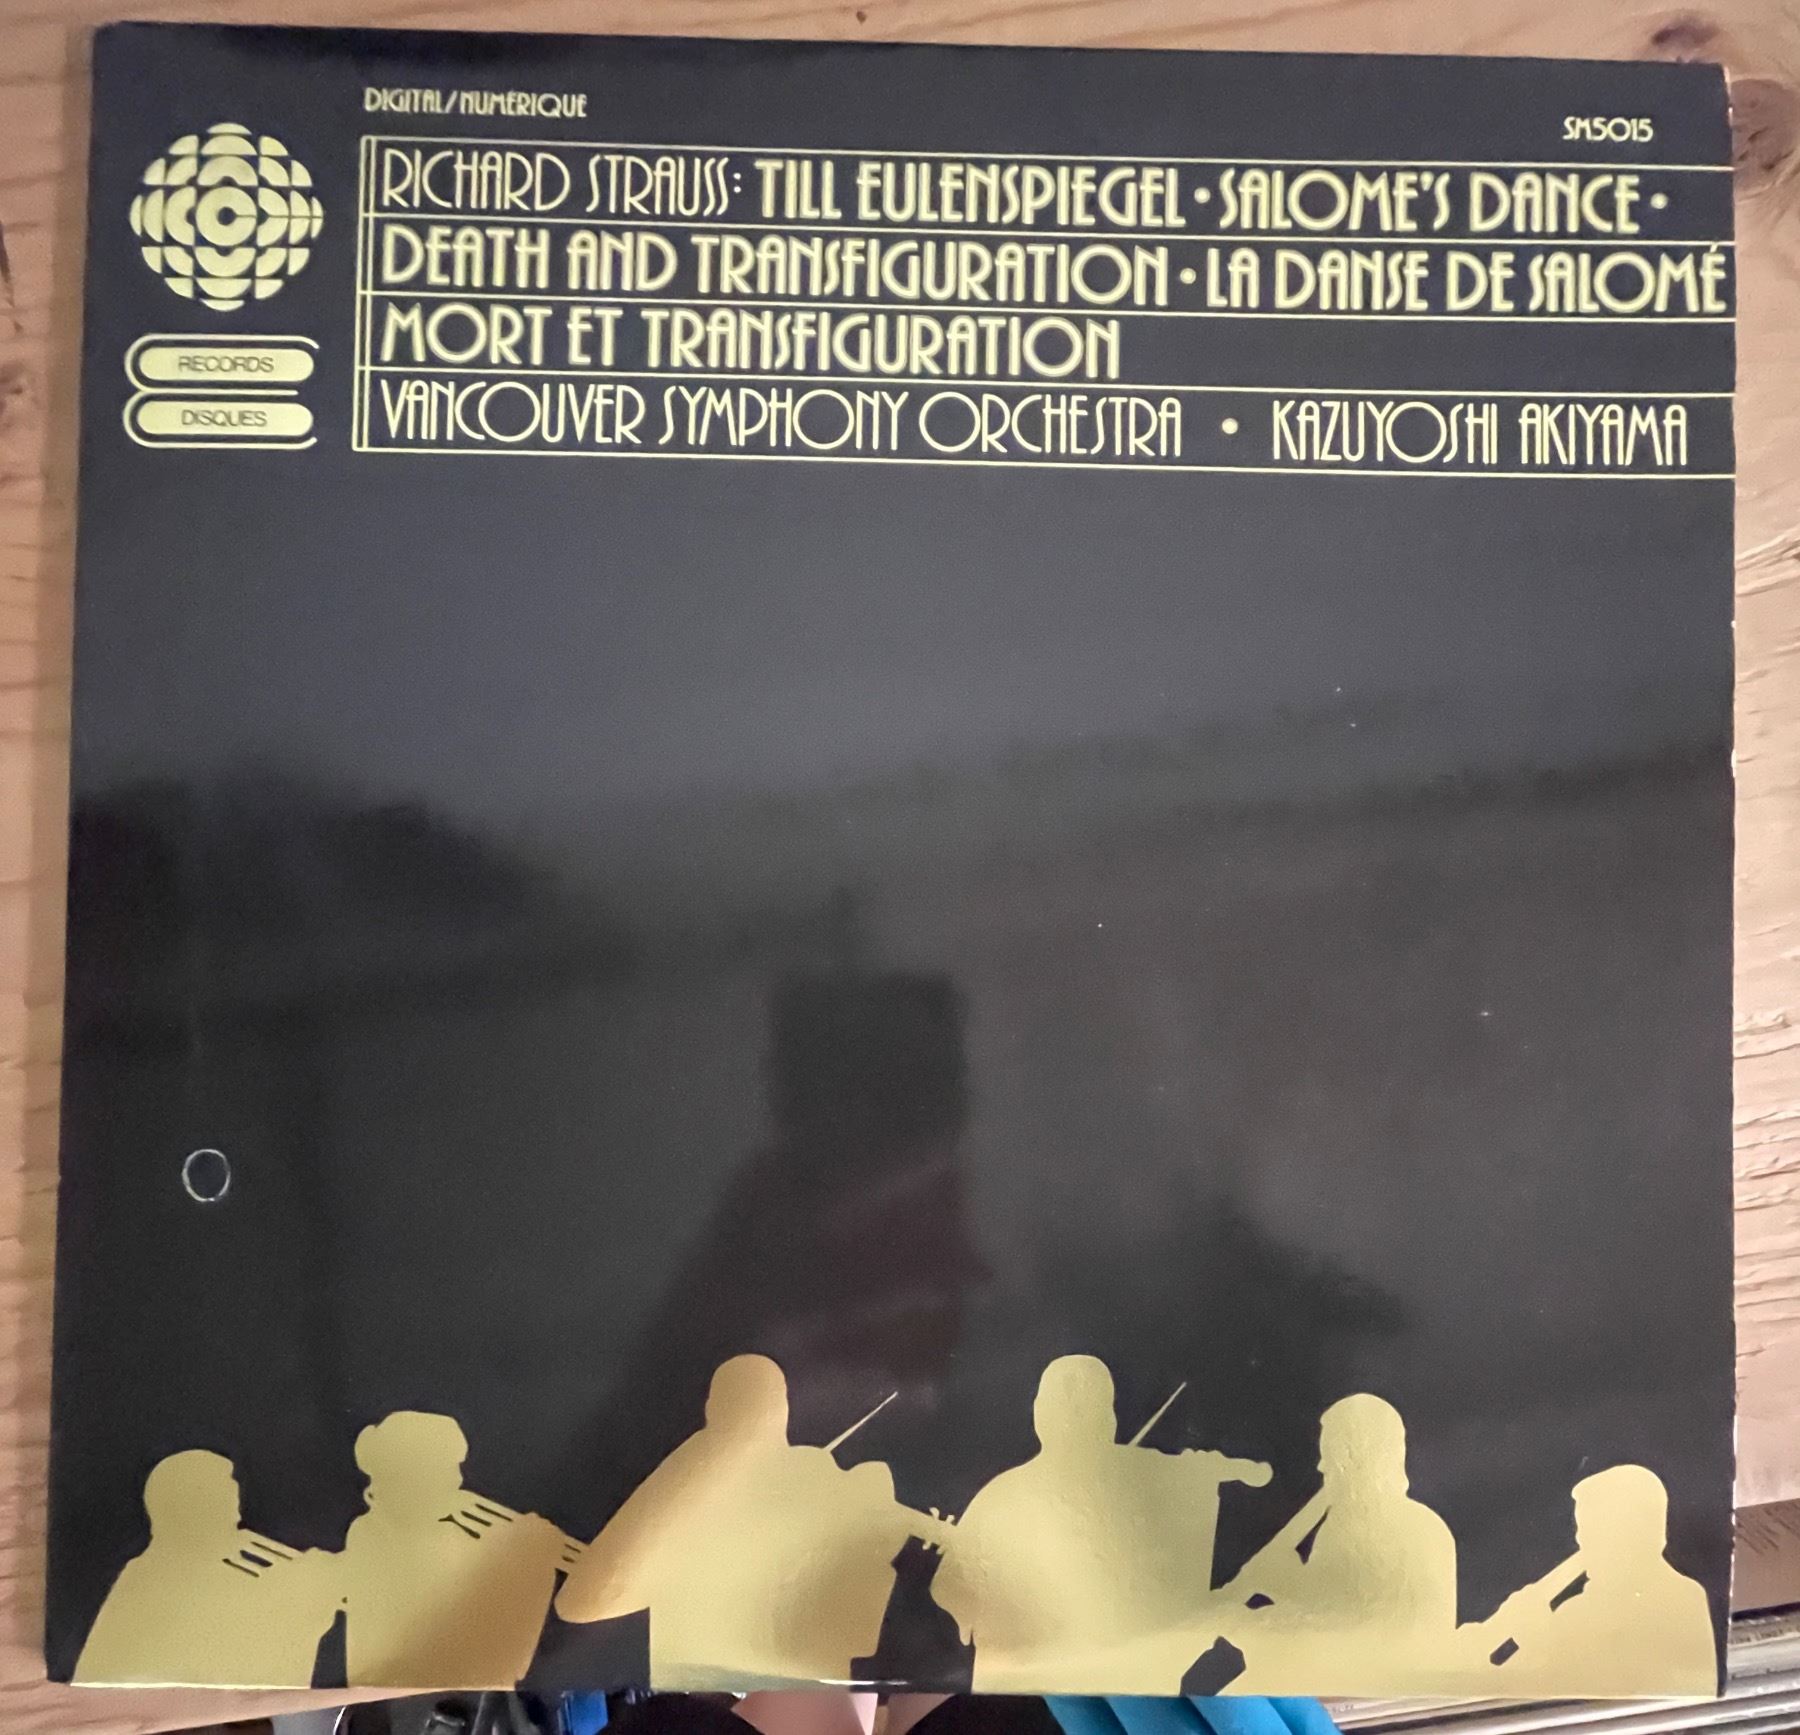 DIGITAL/NUMÉRIQUE
SM5015
RICHARD STRAUSS: TILL EULENSPIEGEL • SALOME'S DANCE •
DEATH AND TRANSFIGURATION • LA DANSE DE SALOMÉ
MORT ET TRANSFIGURATION
VANCOUVER SYMPHONY ORCHESTRA • KAZUYOSHI AKIYAMA
RECORDS
DISQUES